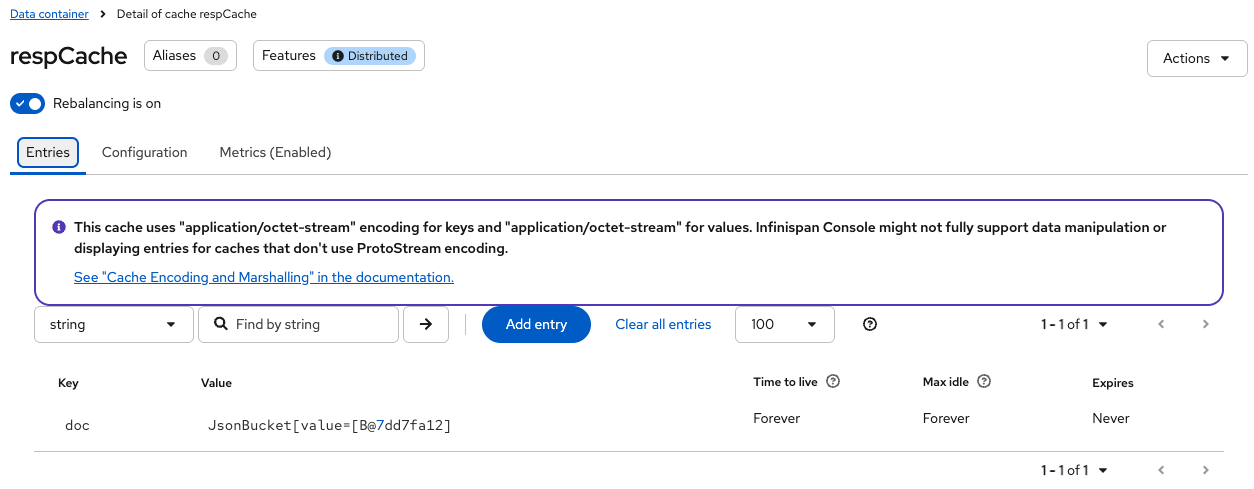 Data container > Detail of cache respCache
respCache Aliases 0 Features Distributed Actions
Rebalancing is on
Entries Configuration Metrics (Enabled)
This cache uses "application/octet-stream" encoding for keys and "application/octet-stream" for values. Infinispan Console might not fully support data manipulation or
displaying entries for caches that don't use ProtoStream encoding.
See "Cache Encoding and Marshalling" in the documentation.
string Find by string Add entry Clear all entries 100 1 - 1 of 1
Key Value Time to live Max idle Expires
doc JsonBucket[value=[B@7dd7fa12] Forever Forever Never
1 - 1 of 1